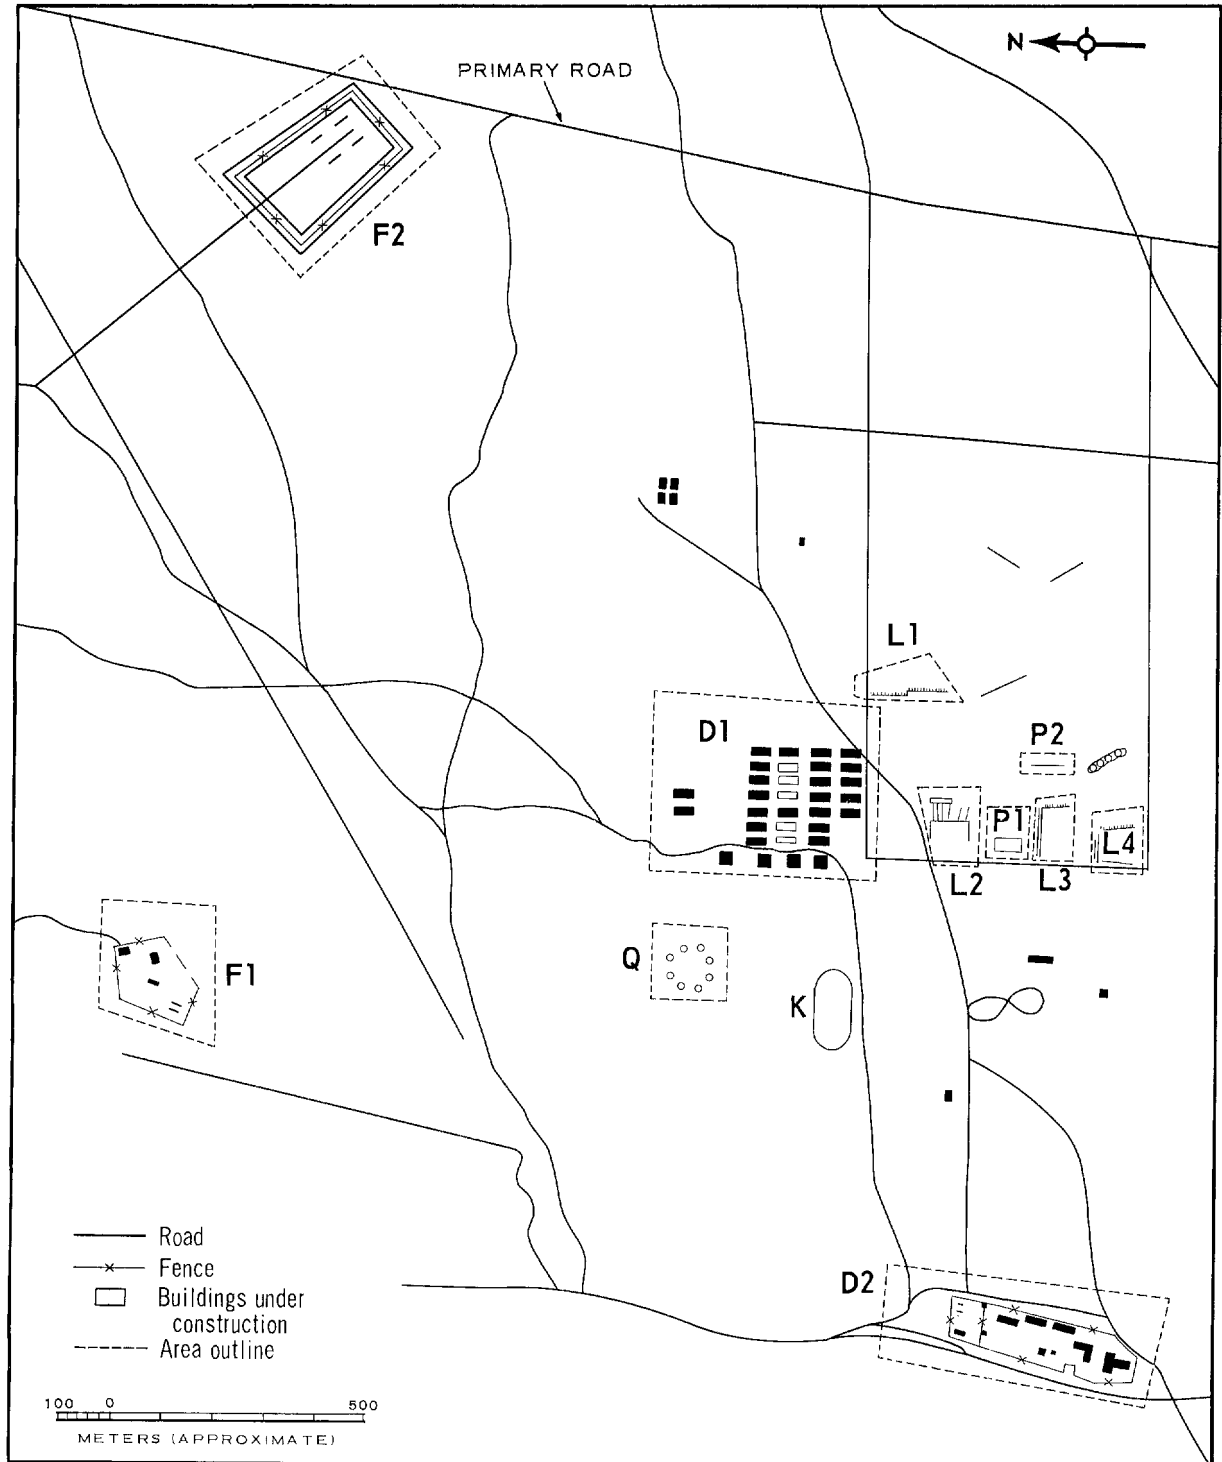 N
PRIMARY ROAD
F2
L1
D1
P2
P1
L4
L2
L3
F1
Q
K
D2
Road
Fence
Buildings under
construction
Area outline
100 0 500
METERS (APPROXIMATE)